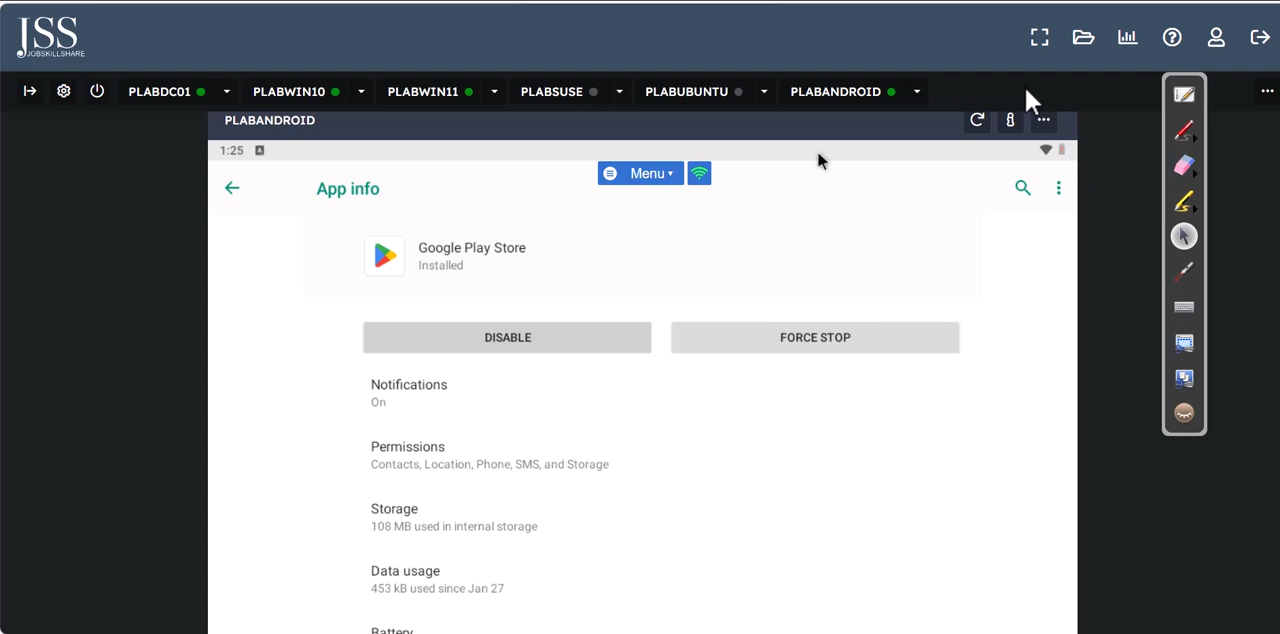 JSS
JOBSKILLSHARE
PLABDC01
PLABWIN10
PLABWIN11
PLABSUSE
PLABUBUNTU
PLABANDROID
PLABANDROID
1:25 A
Menu
App info
Google Play Store
Installed
DISABLE
FORCE STOP
Notifications
On
Permissions
Contacts, Location, Phone, SMS, and Storage
Storage
108 MB used in internal storage
Data usage
453 kB used since Jan 27
Battery